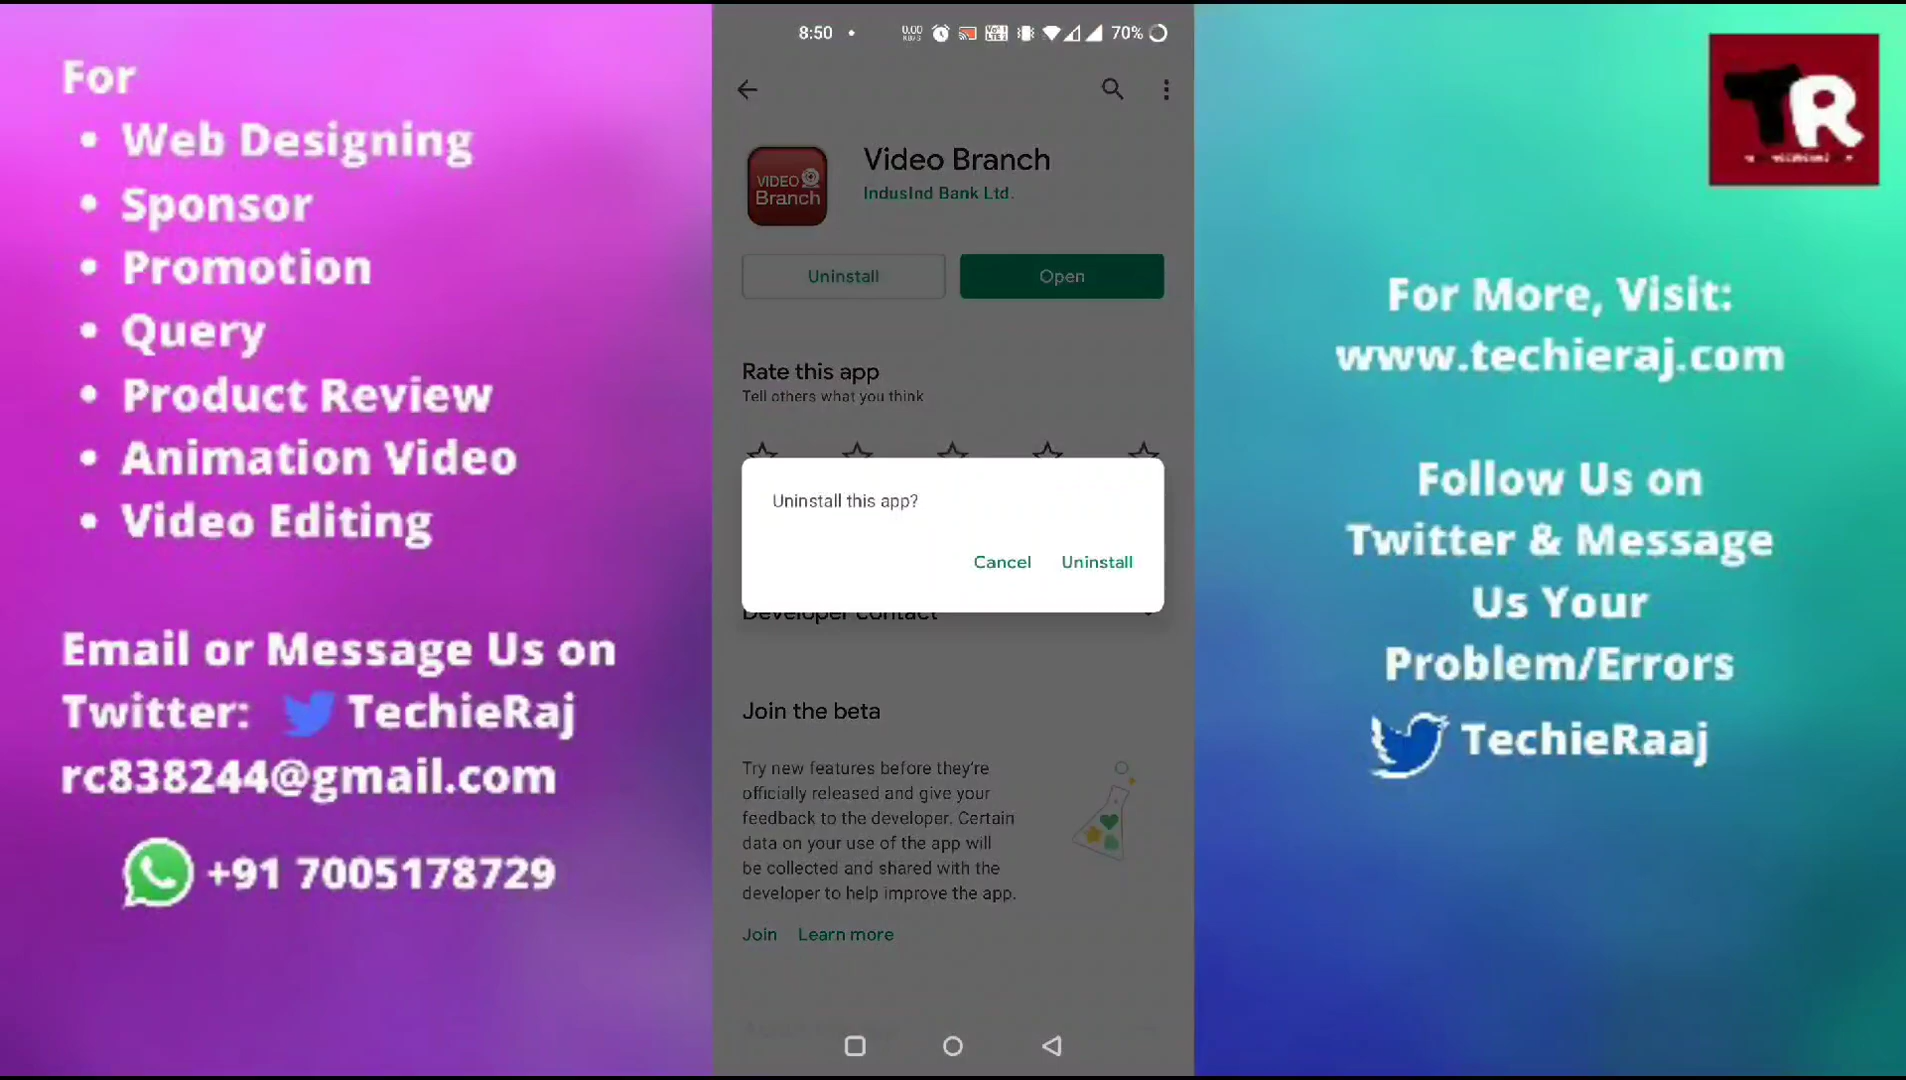 For
• Web Designing
• Sponsor
• Promotion
• Query
• Product Review
• Animation Video
• Video Editing
Email or Message Us on
Twitter: TechieRaj
rc838244@gmail.com
+91 7005178729
8:50
0.00
70%
Video Branch
IndusInd Bank Ltd.
VIDEO
Branch
Uninstall
Open
Rate this app
Tell others what you think
Uninstall this app?
Cancel Uninstall
Developer contact
Join the beta
Try new features before they're
officially released and give your
feedback to the developer. Certain
data on your use of the app will
be collected and shared with the
developer to help improve the app.
Join Learn more
TR
For More, Visit:
www.techieraj.com
Follow Us on
Twitter & Message
Us Your
Problem/Errors
TechieRaaj